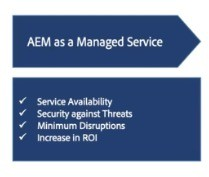 AEM as a Managed Service
✓ Service Availability
✓ Security against Threats
✓ Minimum Disruptions
✓ Increase in ROI